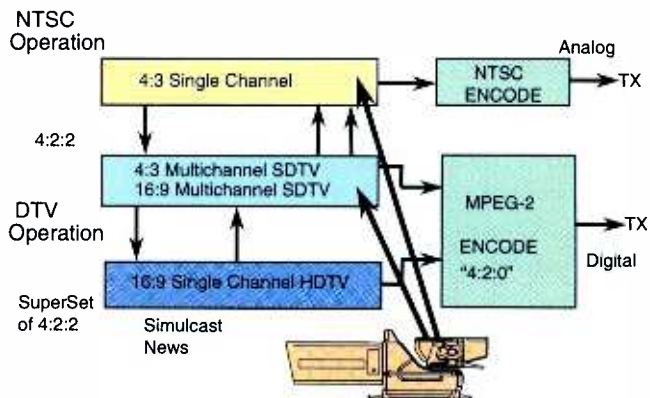 NTSC
Operation
4:3 Single Channel
NTSC
ENCODE
Analog
TX
4:2:2
4:3 Multichannel SDTV
16:9 Multichannel SDTV
DTV
Operation
MPEG-2
ENCODE
"4:2:0"
TX
Digital
16:9 Single Channel HDTV
SuperSet
of 4:2:2
Simulcast
News